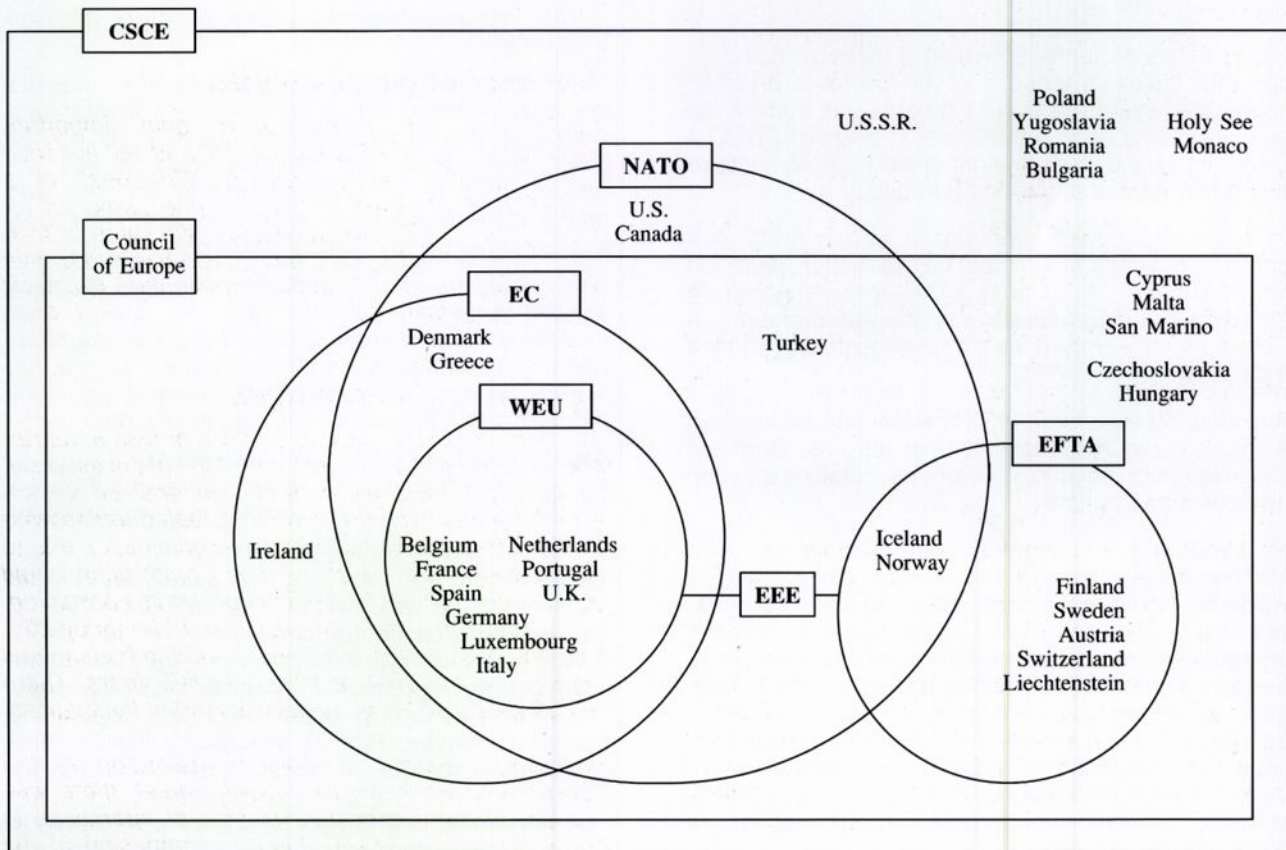 CSCE
U.S.S.R.
Poland
Yugoslavia
Romania
Bulgaria
Holy See
Monaco
NATO
U.S.
Canada
Council
of Europe
EC
Denmark
Greece
Turkey
Cyprus
Malta
San Marino
Czechoslovakia
Hungary
WEU
EFTA
Ireland
Belgium
France
Spain
Germany
Luxembourg
Italy
Netherlands
Portugal
U.K.
EEE
Iceland
Norway
Finland
Sweden
Austria
Switzerland
Liechtenstein